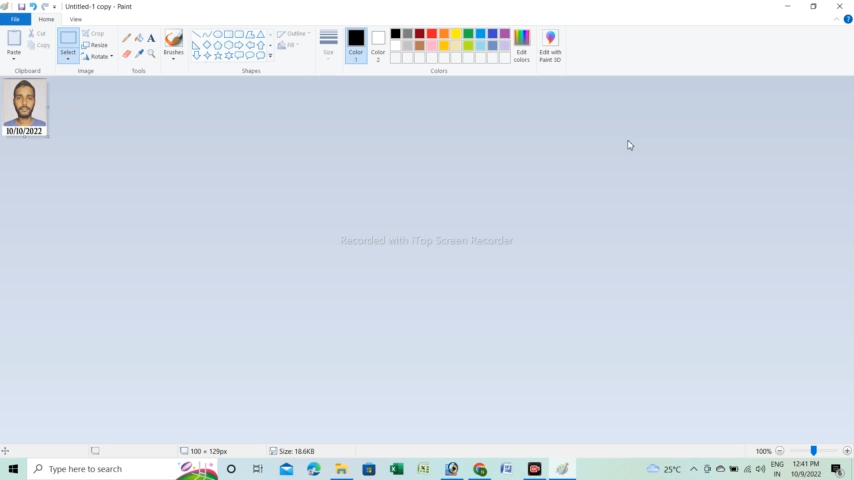 Untitled-1 copy - Paint
File Home View
Paste Cut Copy Clipboard
Select Crop Resize Rotate Image
A Tools
Brushes
Outline Fill Shapes
Size
Color 1
Color 2
Edit colors Colors
Edit with Paint 3D
10/10/2022
Recorded with iTop Screen Recorder
100 × 129px Size: 18.6KB 100%
Type here to search 25°C ENG IN 12:41 PM 10/9/2022